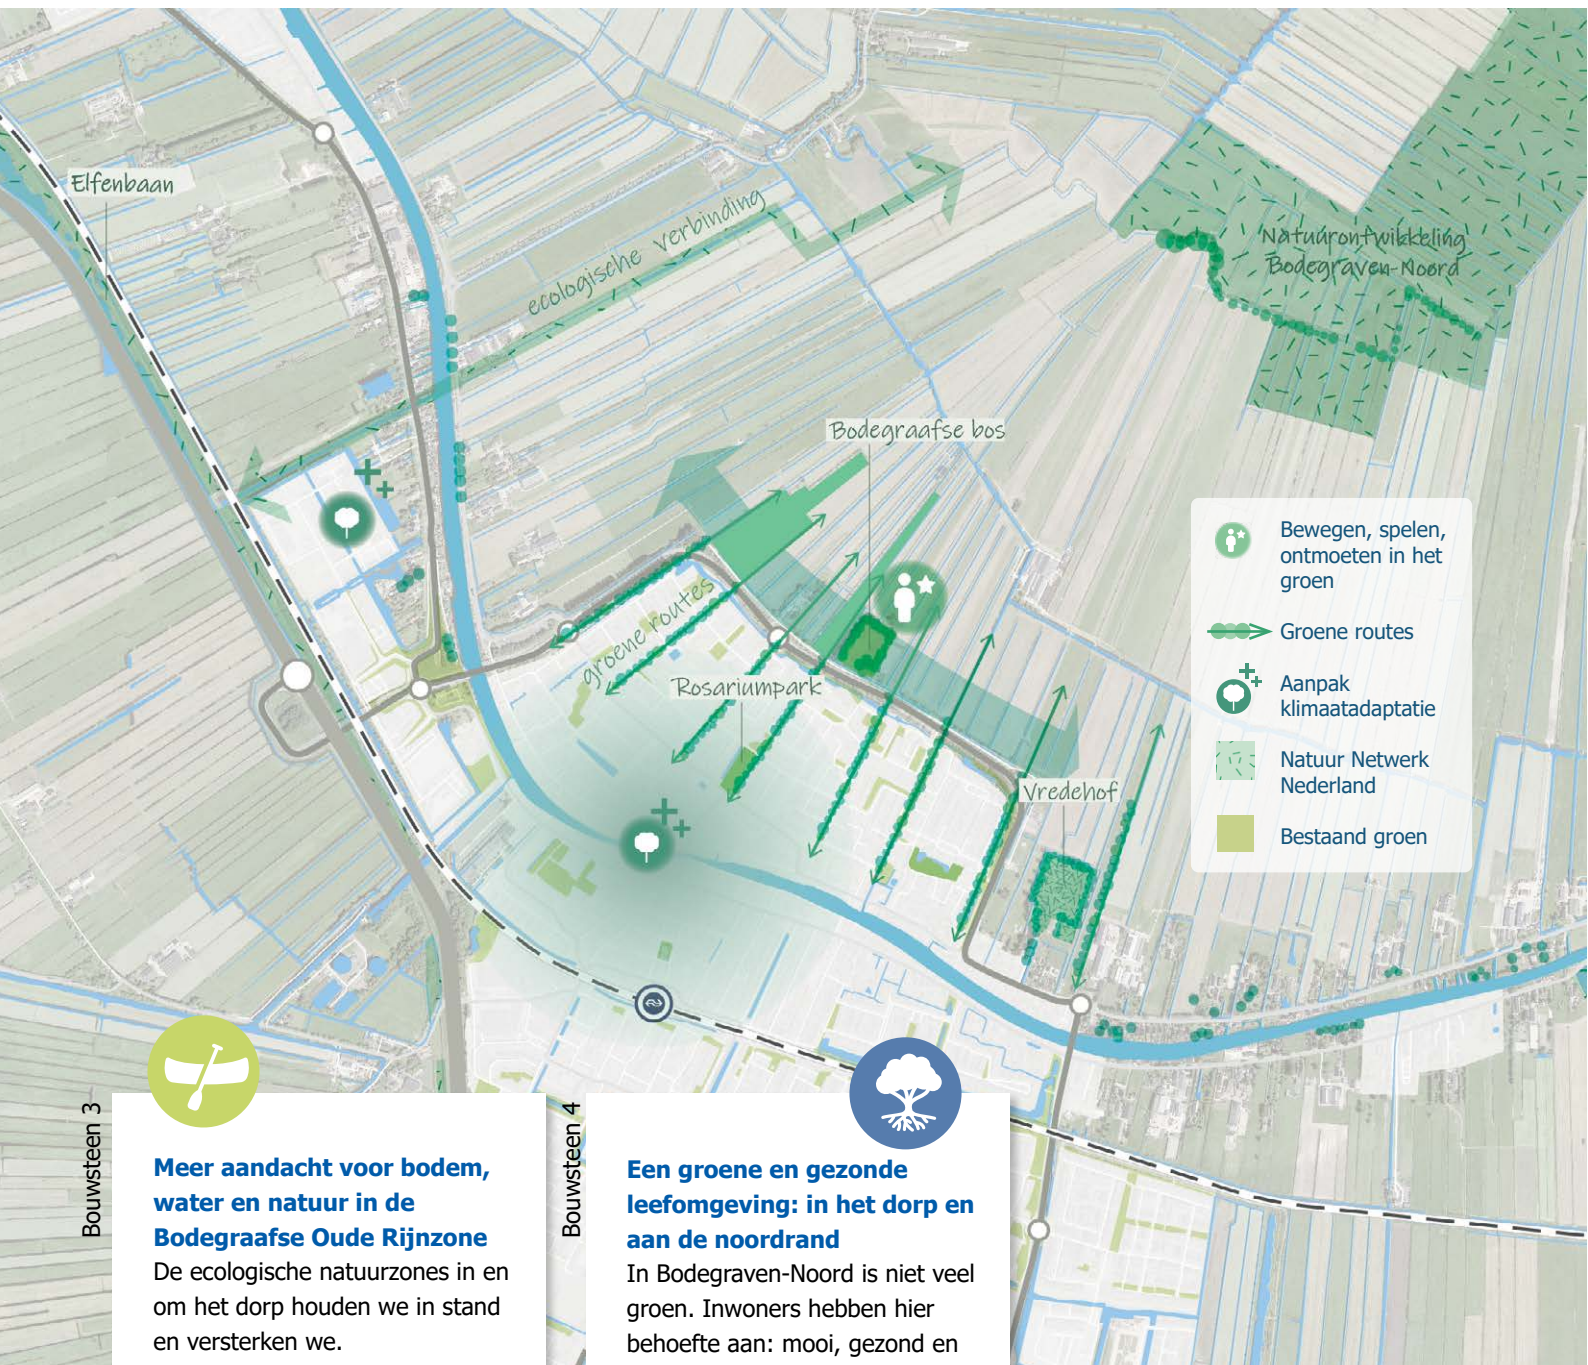 Elfenbaan
ecologische verbinding
Natuurontwikkeling
Bodegraven-Noord
Bodegraafse bos
groene routes
Rosariumpark
Vredehof
Bewegen, spelen,
ontmoeten in het
groen
Groene routes
Aanpak
klimaatadaptatie
Natuur Netwerk
Nederland
Bestaand groen
Bouwsteen 3
Meer aandacht voor bodem,
water en natuur in de
Bodegraafse Oude Rijnzone
De ecologische natuurzones in en
om het dorp houden we in stand
en versterken we.
Bouwsteen 4
Een groene en gezonde
leefomgeving: in het dorp en
aan de noordrand
In Bodegraven-Noord is niet veel
groen. Inwoners hebben hier
behoefte aan: mooi, gezond en